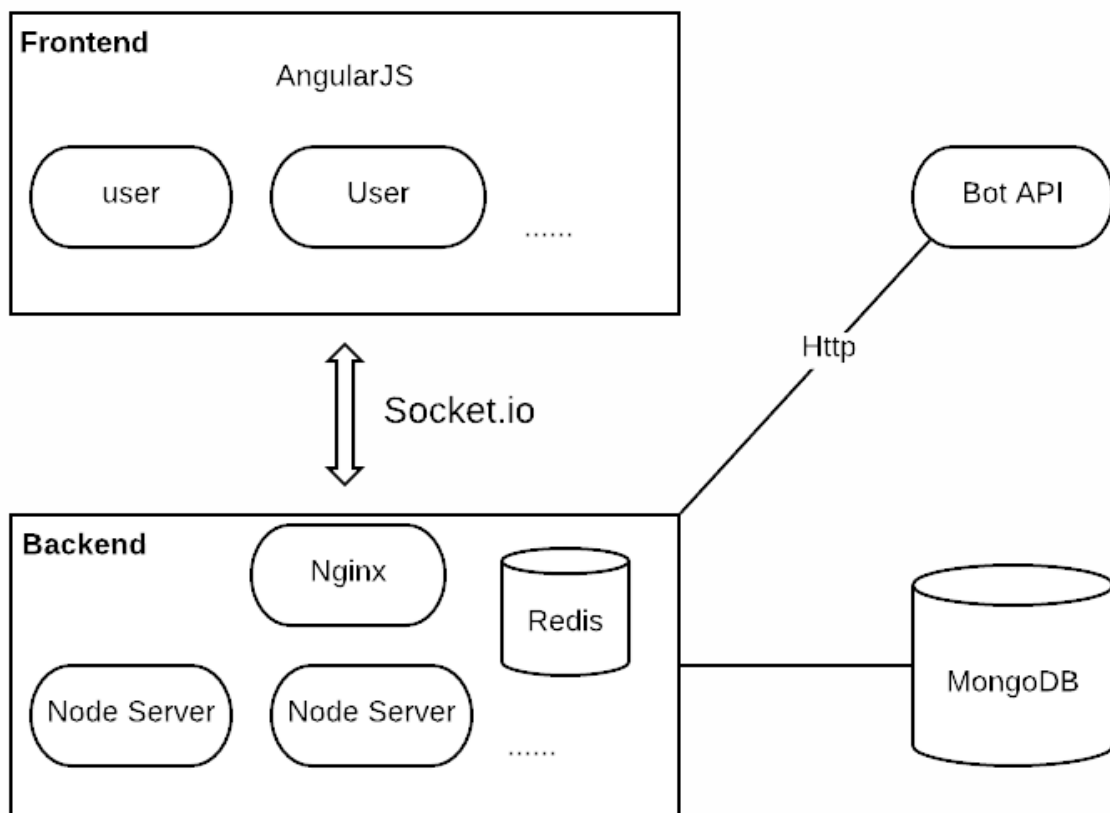 Frontend
AngularJS
user
User
......
Bot API
Http
Socket.io
Backend
Nginx
Redis
Node Server
Node Server
......
MongoDB